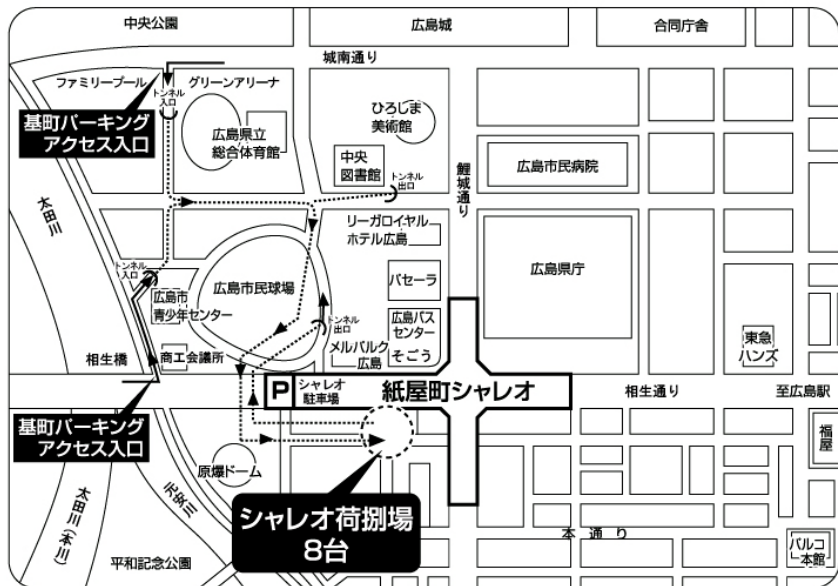 中央公園
広島城
合同庁舎
城南通り
ファミリープール
グリーンアリーナ
トンネル
入口
基町パーキング
アクセス入口
広島県立
総合体育館
ひろしま
美術館
中央
図書館
鯉城通り
広島市民病院
トンネル
出口
太田川
リーガロイヤル
ホテル広島
トンネル
入口
広島市
青少年センター
広島市民球場
パセーラ
広島県庁
広島バス
センター
トンネル
出口
メルパルク
広島
そごう
東急
ハンズ
相生橋
商工会議所
P
シャレオ
駐車場
紙屋町シャレオ
相生通り
至広島駅
基町パーキング
アクセス入口
福屋
原爆ドーム
元安川
太田川(本川)
シャレオ荷捌場
8台
本通り
パルコ
本館
平和記念公園